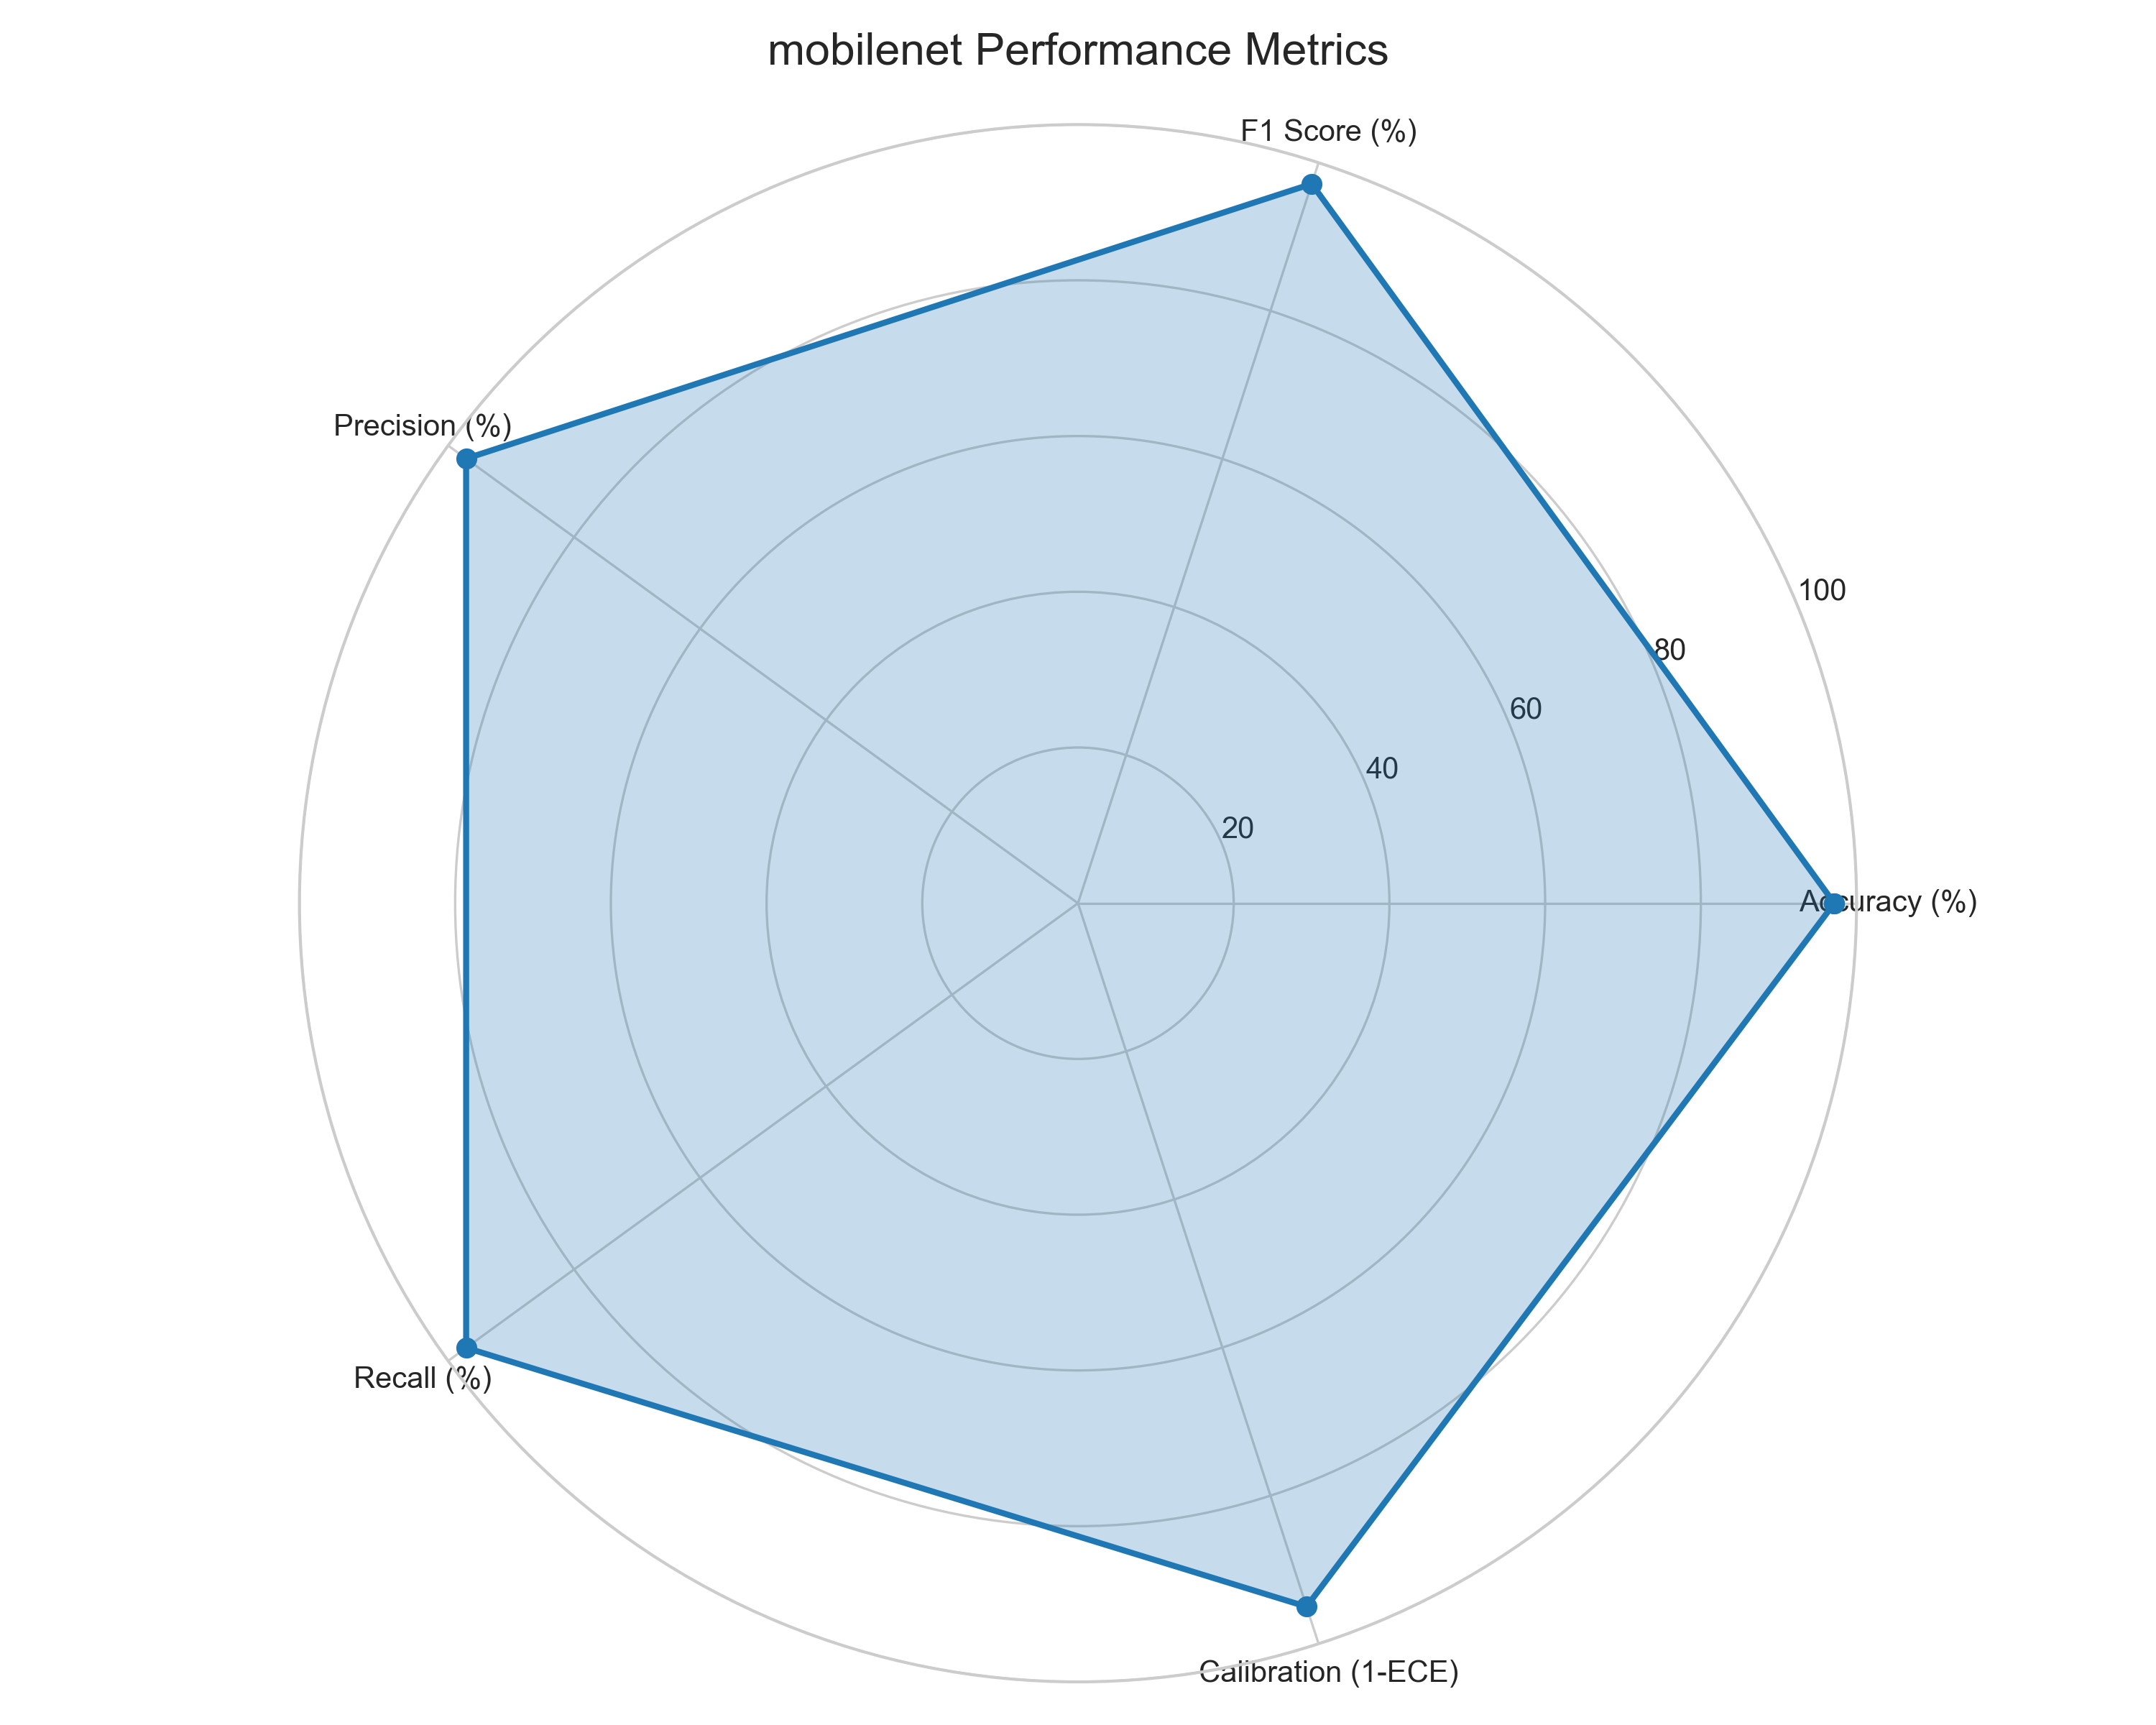 mobilenet Performance Metrics
F1 Score (%)
Precision (%)
100
80
60
40
20
Accuracy (%)
Recall (%)
Calibration (1-ECE)